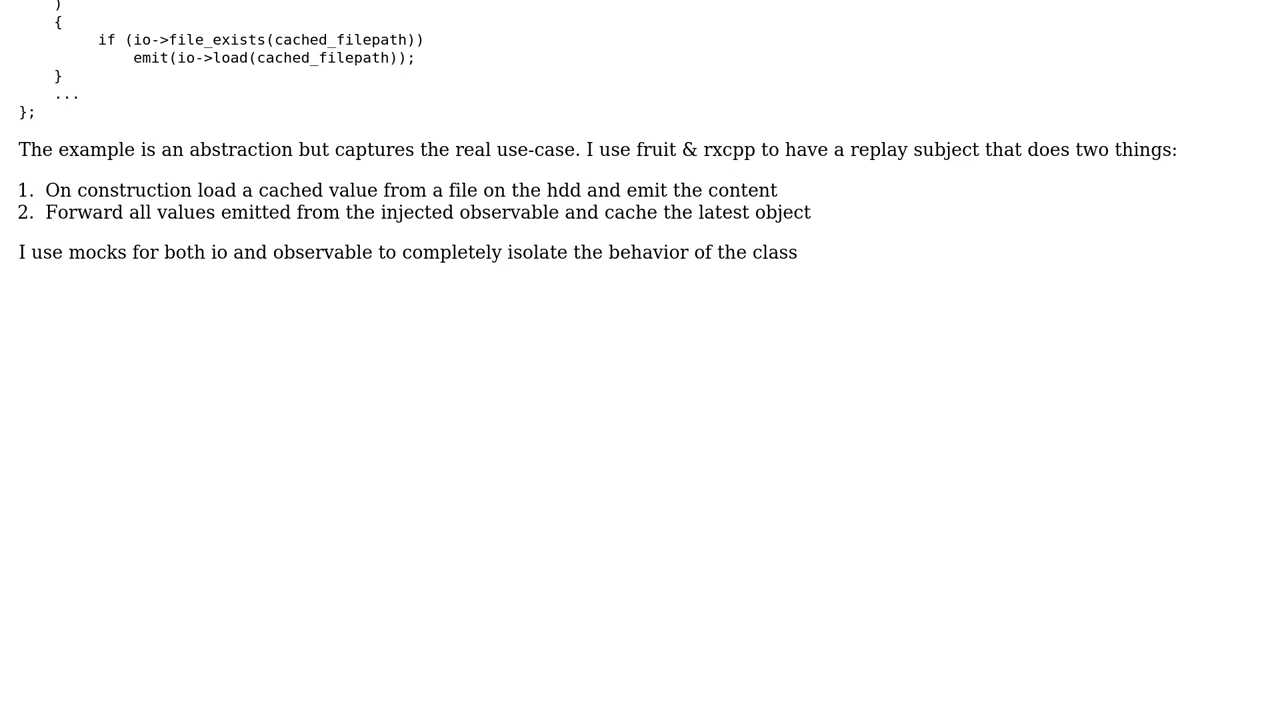 )
{
if (io->file_exists(cached_filepath))
emit(io->load(cached_filepath));
}
...
};
The example is an abstraction but captures the real use-case. I use fruit & rxcpp to have a replay subject that does two things:
1. On construction load a cached value from a file on the hdd and emit the content
2. Forward all values emitted from the injected observable and cache the latest object
I use mocks for both io and observable to completely isolate the behavior of the class